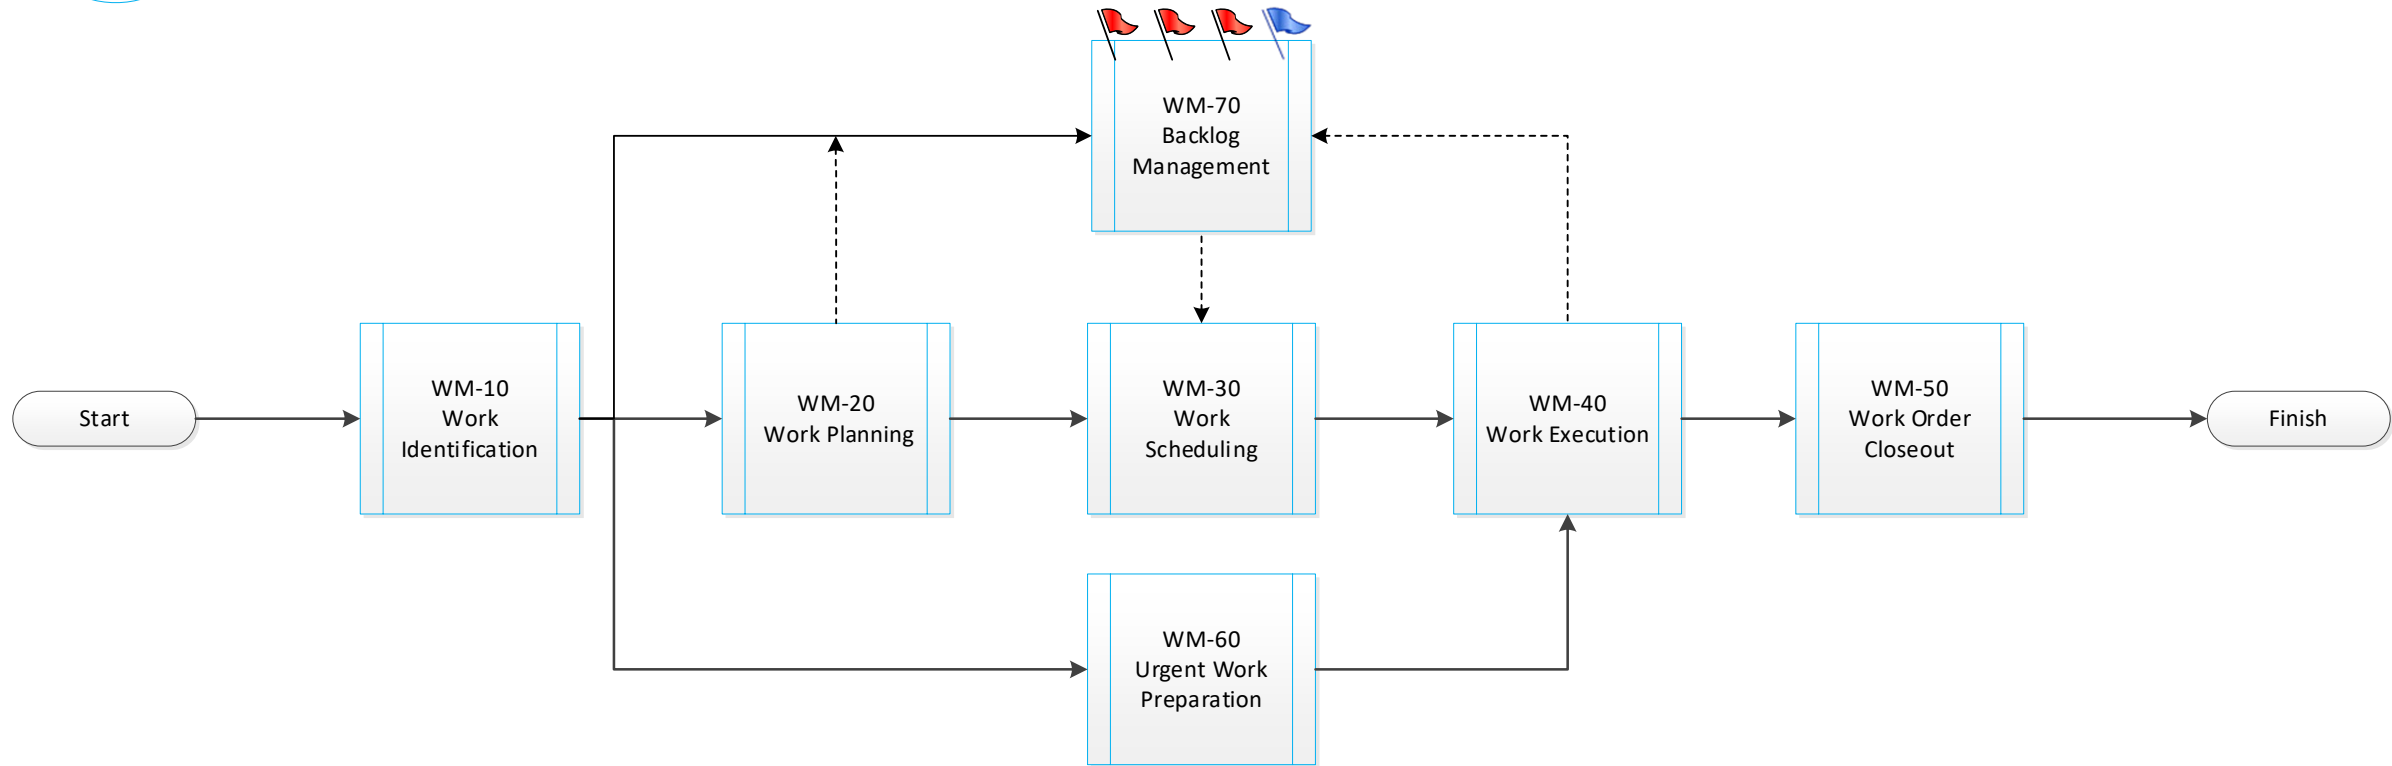 WM-70
Backlog
Management
Start
WM-10
Work
Identification
WM-20
Work Planning
WM-30
Work
Scheduling
WM-40
Work Execution
WM-50
Work Order
Closeout
Finish
WM-60
Urgent Work
Preparation